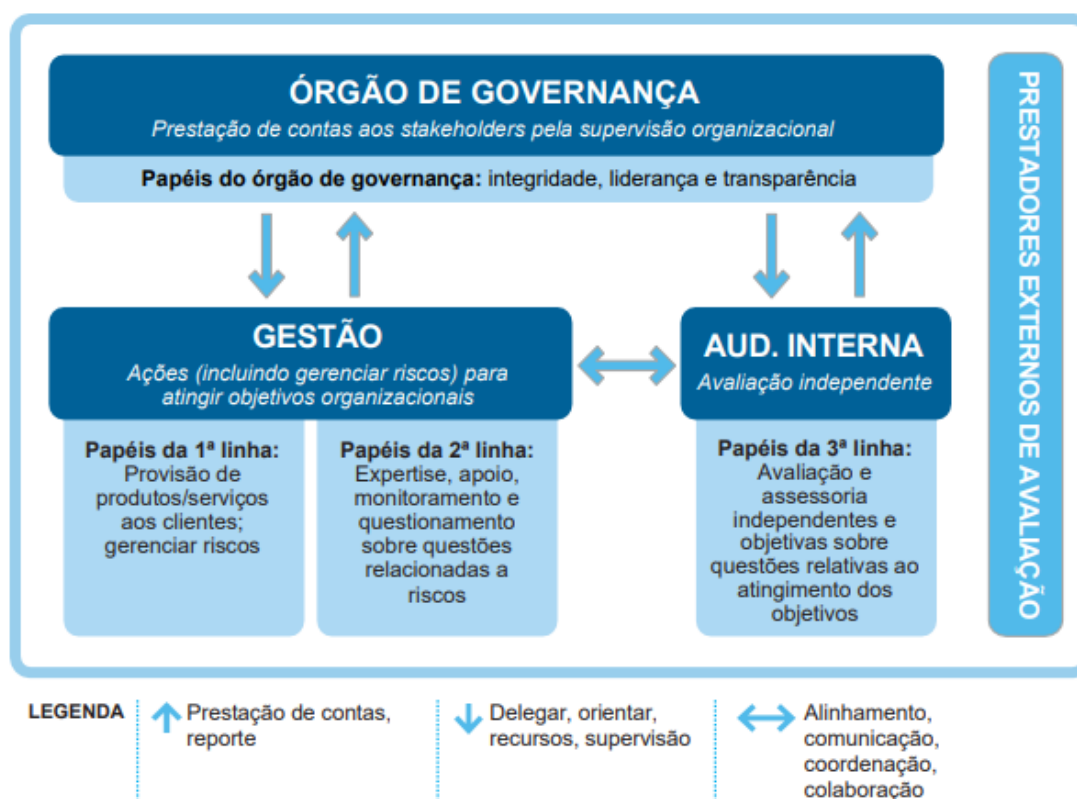 ÓRGÃO DE GOVERNANÇA
Prestação de contas aos stakeholders pela supervisão organizacional
Papéis do órgão de governança: integridade, liderança e transparência
GESTÃO
Ações (incluindo gerenciar riscos) para
atingir objetivos organizacionais
Papéis da 1ª linha:
Provisão de
produtos/serviços
aos clientes;
gerenciar riscos
Papéis da 2ª linha:
Expertise, apoio,
monitoramento e
questionamento
sobre questões
relacionadas a
riscos
AUD. INTERNA
Avaliação independente
Papéis da 3ª linha:
Avaliação e
assessoria
independentes e
objetivas sobre
questões relativas ao
atingimento dos
objetivos
PRESTADORES EXTERNOS DE AVALIAÇÃO
LEGENDA
Prestação de contas,
reporte
Delegar, orientar,
recursos, supervisão
Alinhamento,
comunicação,
coordenação,
colaboração